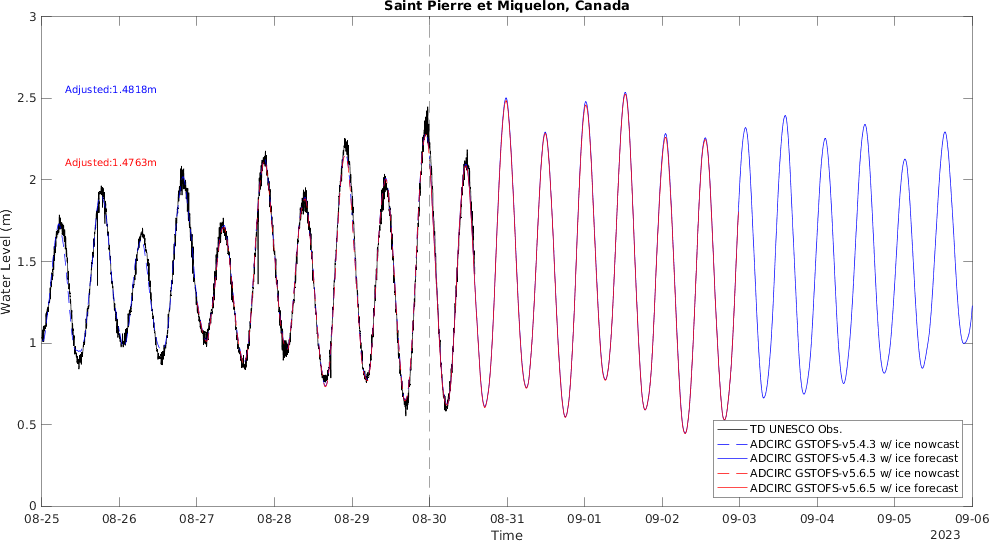 Saint Pierre et Miquelon, Canada
3
2.5
2
1.5
1
0.5
0
Water Level (m)
Adjusted:1.4818m
Adjusted:1.4763m
TD UNESCO Obs.
ADCIRC GSTOFS-v5.4.3 w/ ice nowcast
ADCIRC GSTOFS-v5.4.3 w/ ice forecast
ADCIRC GSTOFS-v5.6.5 w/ ice nowcast
ADCIRC GSTOFS-v5.6.5 w/ ice forecast
08-25 08-26 08-27 08-28 08-29 08-30 08-31 09-01 09-02 09-03 09-04 09-05 09-06
Time
2023